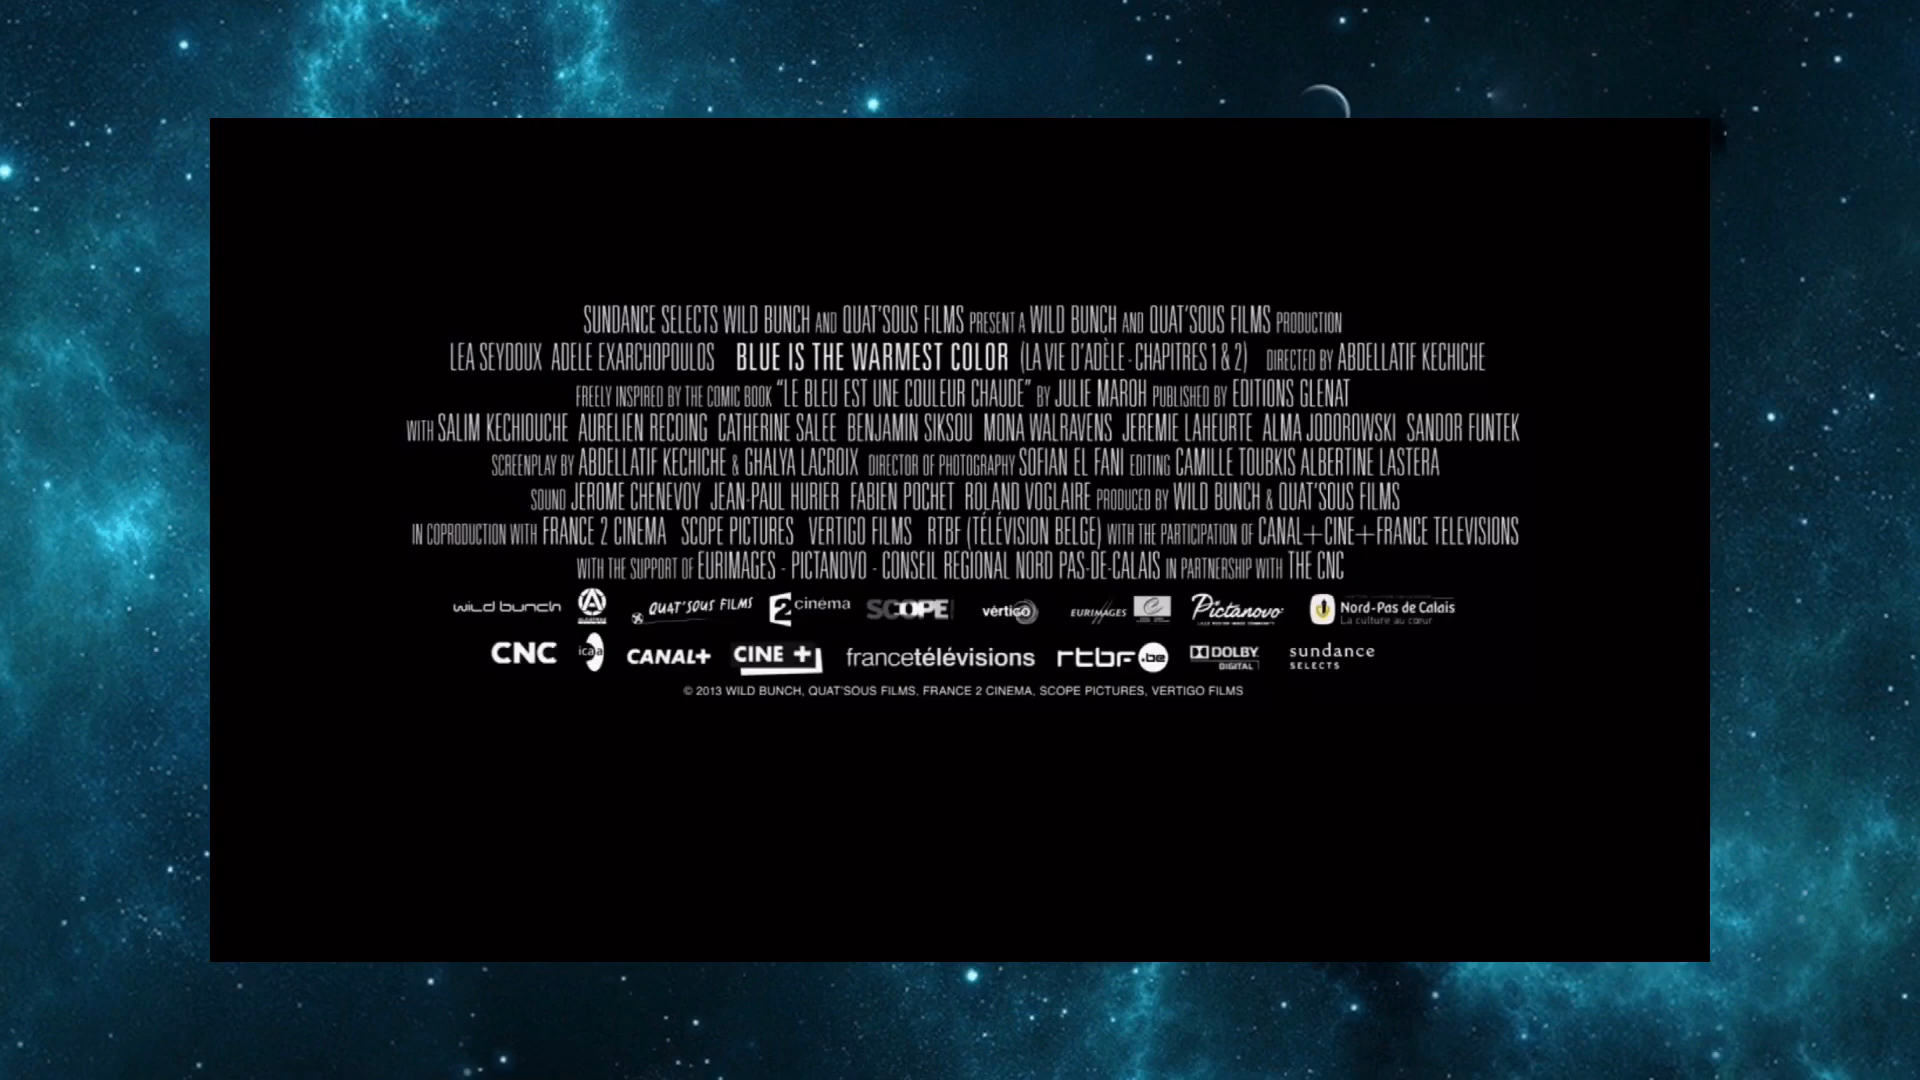 SUNDANCE SELECTS WILD BUNCH AND QUAT'SOUS FILMS PRESENT A WILD BUNCH AND QUAT'SOUS FILMS PRODUCTION
LEA SEYDOUX ADELE EXARCHOPOULOS BLUE IS THE WARMEST COLOR (LA VIE D'ADÈLE - CHAPITRES 1 & 2) DIRECTED BY ABDELLATIF KECHICHE
FREELY INSPIRED BY THE COMIC BOOK “LE BLEU EST UNE COULEUR CHAUDE” BY JULIE MAROH PUBLISHED BY EDITIONS GLENAT
WITH SALIM KECHIOUCHE AURELIEN RECOING CATHERINE SALEE BENJAMIN SIKSOU MONA WALRAVENS JEREMIE LAHEURTE ALMA JODOROWSKI SANDOR FUNTEK
SCREENPLAY BY ABDELLATIF KECHICHE & GHALYA LACROIX DIRECTOR OF PHOTOGRAPHY SOFIAN EL FANI EDITING CAMILLE TOUBKIS ALBERTINE LASTERA
SOUND JEROME CHENEVOY JEAN-PAUL HURIER FABIEN POCHET ROLAND VOGLAIRE PRODUCED BY WILD BUNCH & QUAT'SOUS FILMS
IN COPRODUCTION WITH FRANCE 2 CINEMA SCOPE PICTURES VERTIGO FILMS RTBF (TÉLÉVISION BELGE) WITH THE PARTICIPATION OF CANAL+CINE+FRANCE TELEVISIONS
WITH THE SUPPORT OF EURIMAGES - PICTANOVO - CONSEIL REGIONAL NORD PAS-DE-CALAIS IN PARTNERSHIP WITH THE CNC
wild bunch QUAT'SOUS FILMS 2 cinéma SCOPE vértigo EURIMAGES Pictanovo Nord-Pas de Calais
La culture au cœur
CNC icaa CANAL+ CINE + francetélévisions rtbf.be DOLBY DIGITAL sundance SELECTS
© 2013 WILD BUNCH, QUAT'SOUS FILMS, FRANCE 2 CINEMA, SCOPE PICTURES, VERTIGO FILMS